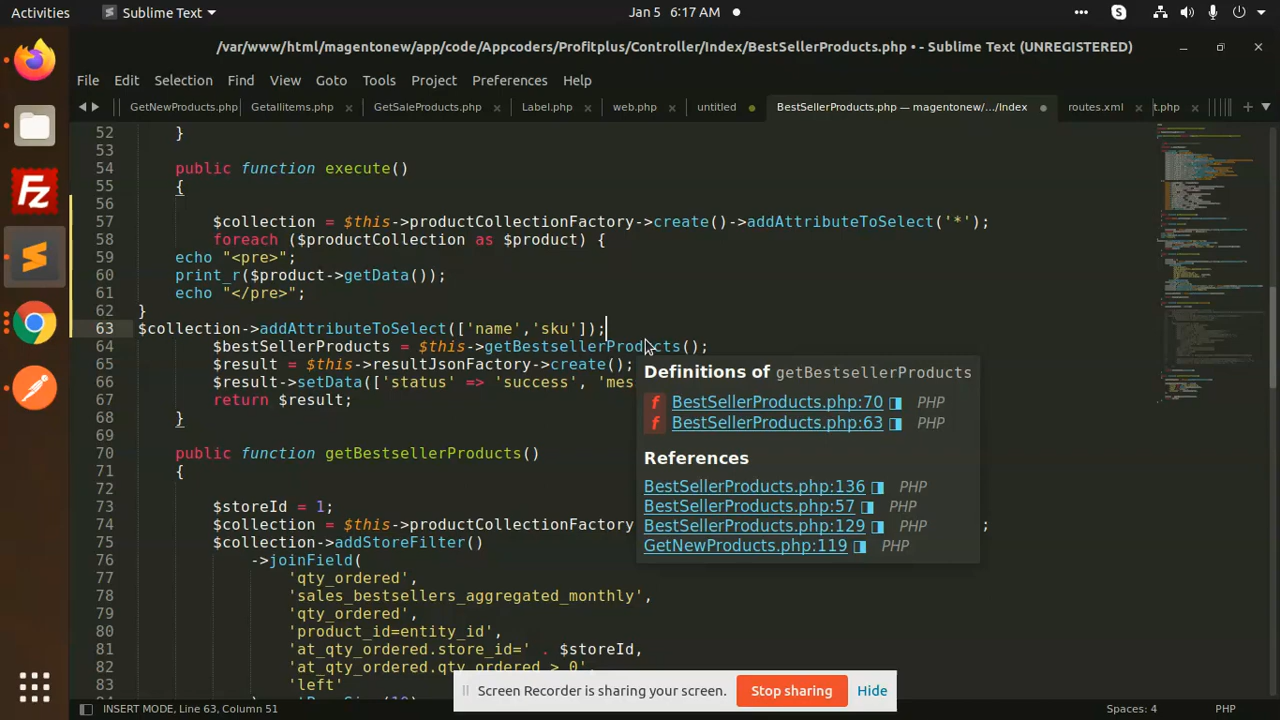 Activities Sublime Text Jan 5 6:17 AM
/var/www/html/magentonew/app/code/Appcoders/Profitplus/Controller/Index/BestSellerProducts.php • - Sublime Text (UNREGISTERED)
File Edit Selection Find View Goto Tools Project Preferences Help
GetNewProducts.php GetallItems.php GetSaleProducts.php Label.php web.php untitled BestSellerProducts.php — magentonew/.../Index routes.xml t.php
52 }
53
54 public function execute()
55 {
56
57 $collection = $this->productCollectionFactory->create()->addAttributeToSelect('*');
58 foreach ($productCollection as $product) {
59 echo "<pre>";
60 print_r($product->getData());
61 echo "</pre>";
62 }
63 $collection->addAttributeToSelect(['name','sku']);
64 $bestSellerProducts = $this->getBestsellerProducts();
65 $result = $this->resultJsonFactory->create();
66 $result->setData(['status' => 'success', 'mes
67 return $result;
68 }
69
70 public function getBestsellerProducts()
71 {
72
73 $storeId = 1;
74 $collection = $this->productCollectionFactory ;
75 $collection->addStoreFilter()
76 ->joinField(
77 'qty_ordered',
78 'sales_bestsellers_aggregated_monthly',
79 'qty_ordered',
80 'product_id=entity_id',
81 'at_qty_ordered.store_id=' . $storeId,
82 'at_qty_ordered.qty_ordered > 0',
83 'left'
Definitions of getBestsellerProducts
f BestSellerProducts.php:70 PHP
f BestSellerProducts.php:63 PHP
References
BestSellerProducts.php:136 PHP
BestSellerProducts.php:57 PHP
BestSellerProducts.php:129 PHP
GetNewProducts.php:119 PHP
Screen Recorder is sharing your screen. Stop sharing Hide
INSERT MODE, Line 63, Column 51 Spaces: 4 PHP